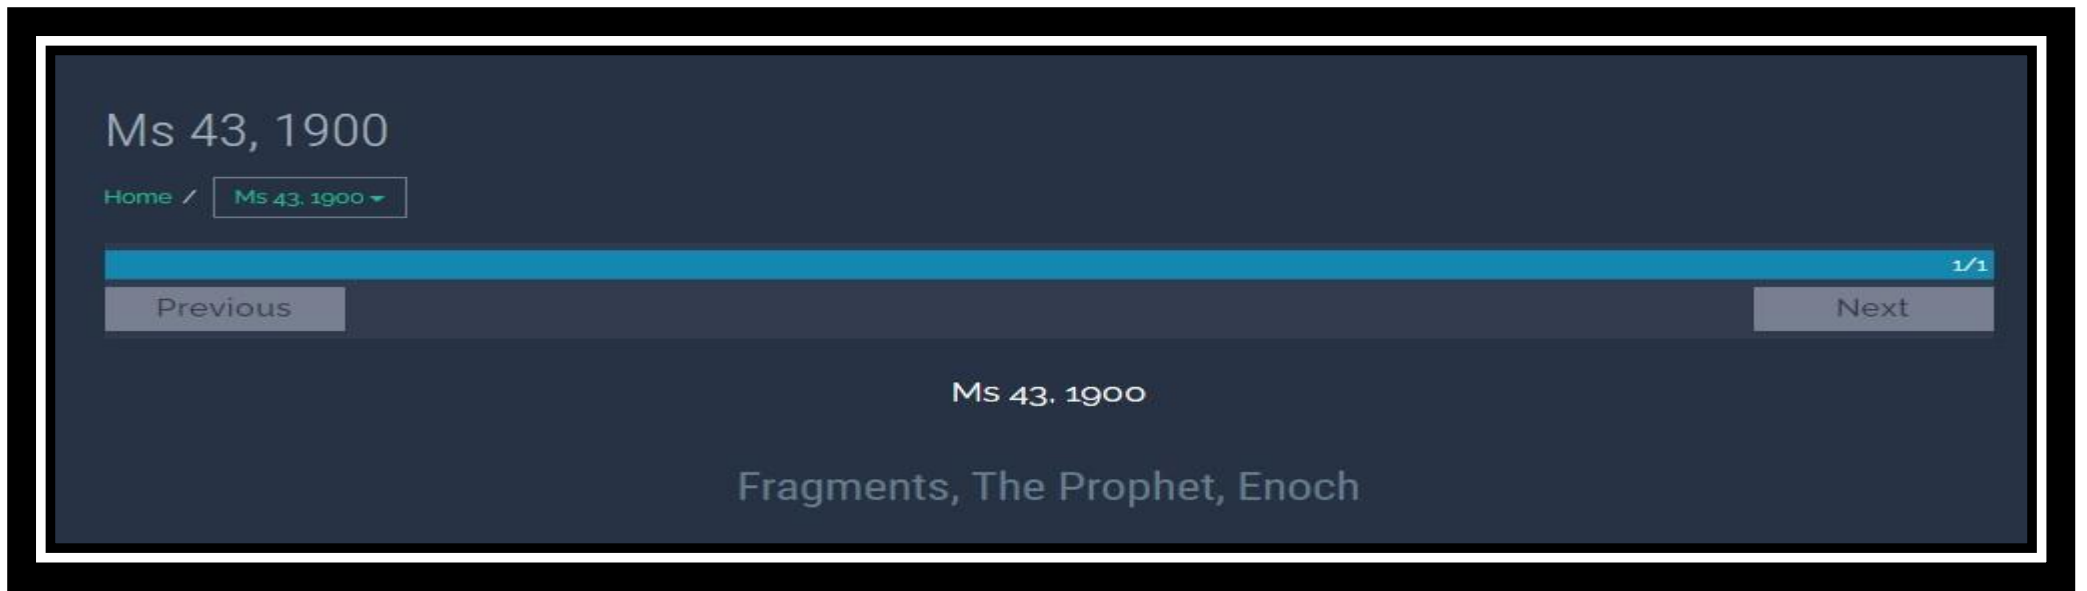 Ms 43, 1900
Home / Ms 43, 1900
1/1
Previous Next
Ms 43, 1900
Fragments, The Prophet, Enoch